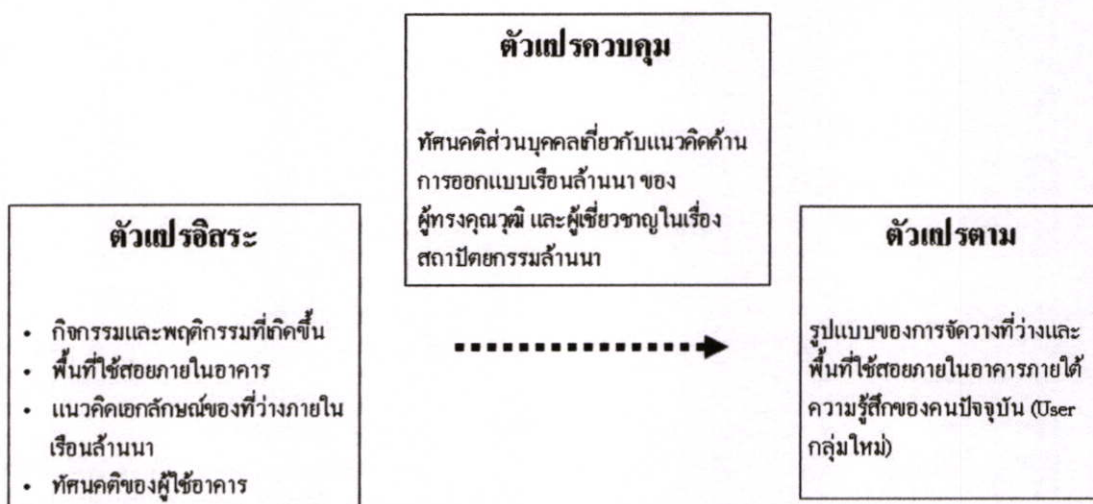 ตัวแปรควบคุม
ทัศนคติส่วนบุคคลเกี่ยวกับแนวคิดด้าน
การออกแบบเรือนล้านนา ของ
ผู้ทรงคุณวุฒิ และผู้เชี่ยวชาญในเรื่อง
สถาปัตยกรรมล้านนา
ตัวแปรอิสระ
• กิจกรรมและพฤติกรรมที่เกิดขึ้น
• พื้นที่ใช้สอยภายในอาคาร
• แนวคิดเอกลักษณ์ของที่ว่างภายใน
เรือนล้านนา
• ทัศนคติของผู้ใช้อาคาร
ตัวแปรตาม
รูปแบบของการจัดวางที่ว่างและ
พื้นที่ใช้สอยภายในอาคารภายใต้
ความรู้สึกของคนปัจจุบัน (User
กลุ่มใหม่)